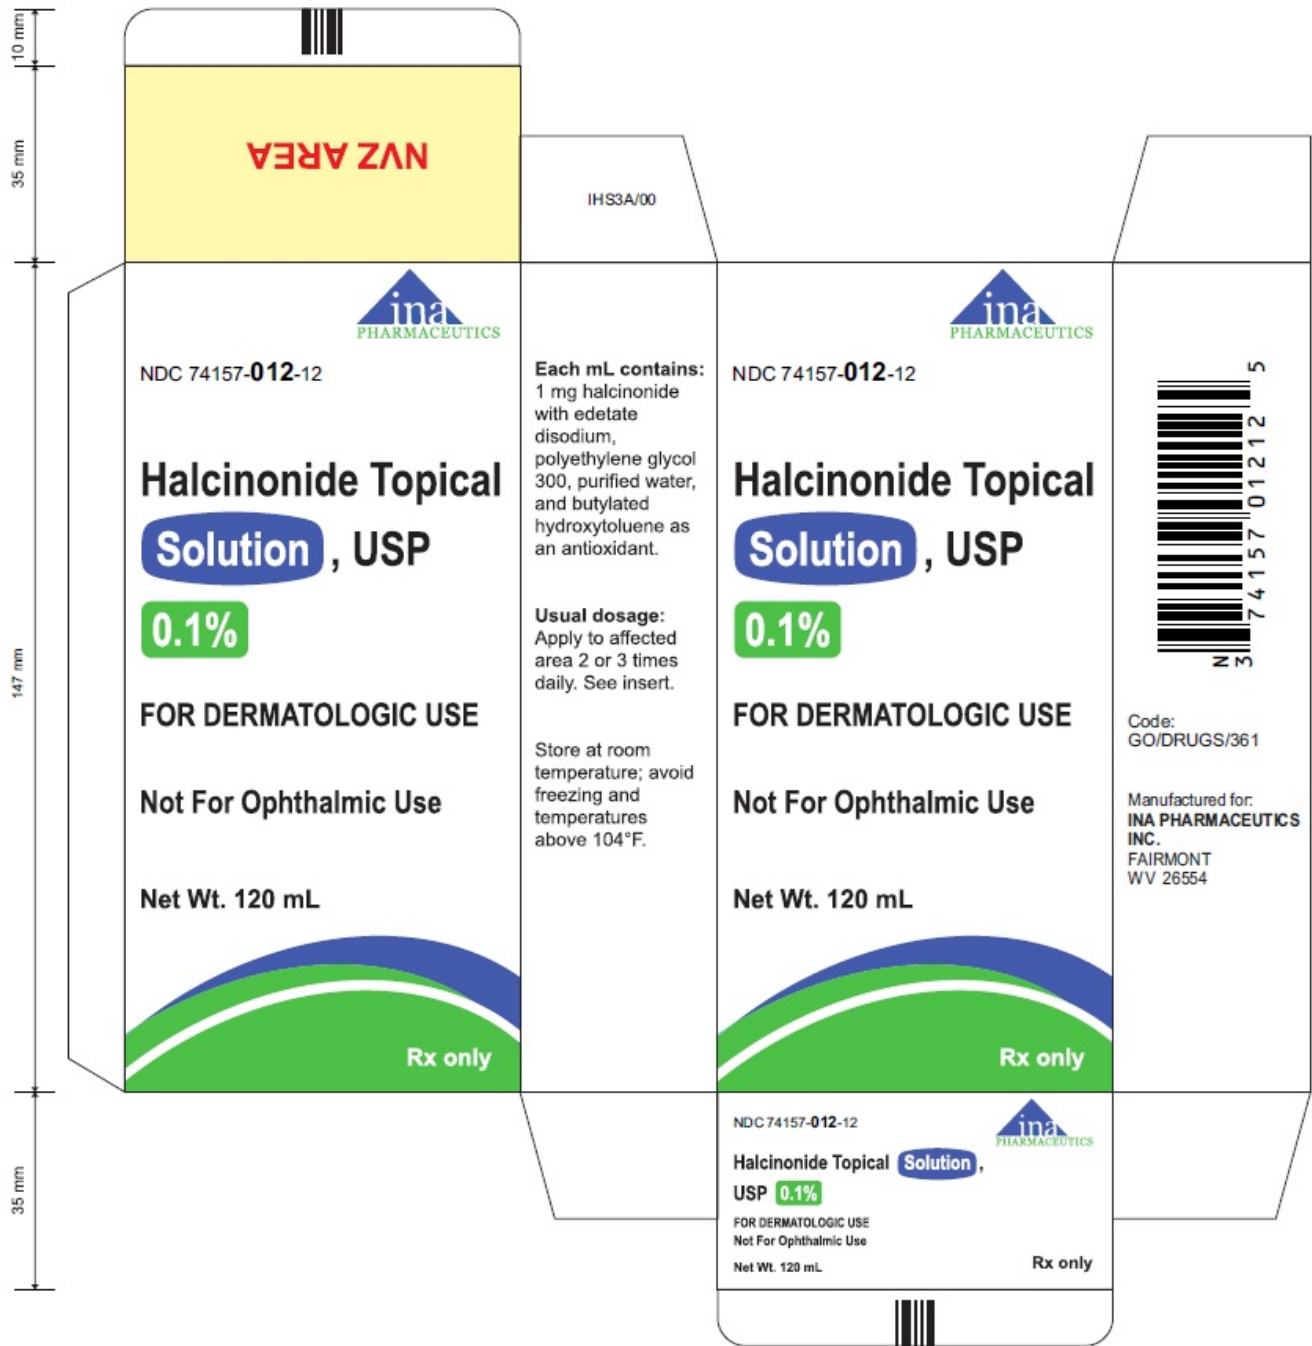 10 mm
35 mm
147 mm
35 mm
NVZ AREA
IHS3A/00
ina
PHARMACEUTICS
NDC 74157-012-12
Halcinonide Topical
Solution , USP
0.1%
FOR DERMATOLOGIC USE
Not For Ophthalmic Use
Net Wt. 120 mL
Rx only
Each mL contains:
1 mg halcinonide
with edetate
disodium,
polyethylene glycol
300, purified water,
and butylated
hydroxytoluene as
an antioxidant.
Usual dosage:
Apply to affected
area 2 or 3 times
daily. See insert.
Store at room
temperature; avoid
freezing and
temperatures
above 104°F.
ina
PHARMACEUTICS
NDC 74157-012-12
Halcinonide Topical
Solution , USP
0.1%
FOR DERMATOLOGIC USE
Not For Ophthalmic Use
Net Wt. 120 mL
Rx only
N
3 74157 01212 5
Code:
GO/DRUGS/361
Manufactured for:
INA PHARMACEUTICS
INC.
FAIRMONT
WV 26554
ina
PHARMACEUTICS
NDC 74157-012-12
Halcinonide Topical Solution ,
USP 0.1%
FOR DERMATOLOGIC USE
Not For Ophthalmic Use
Net Wt. 120 mL
Rx only